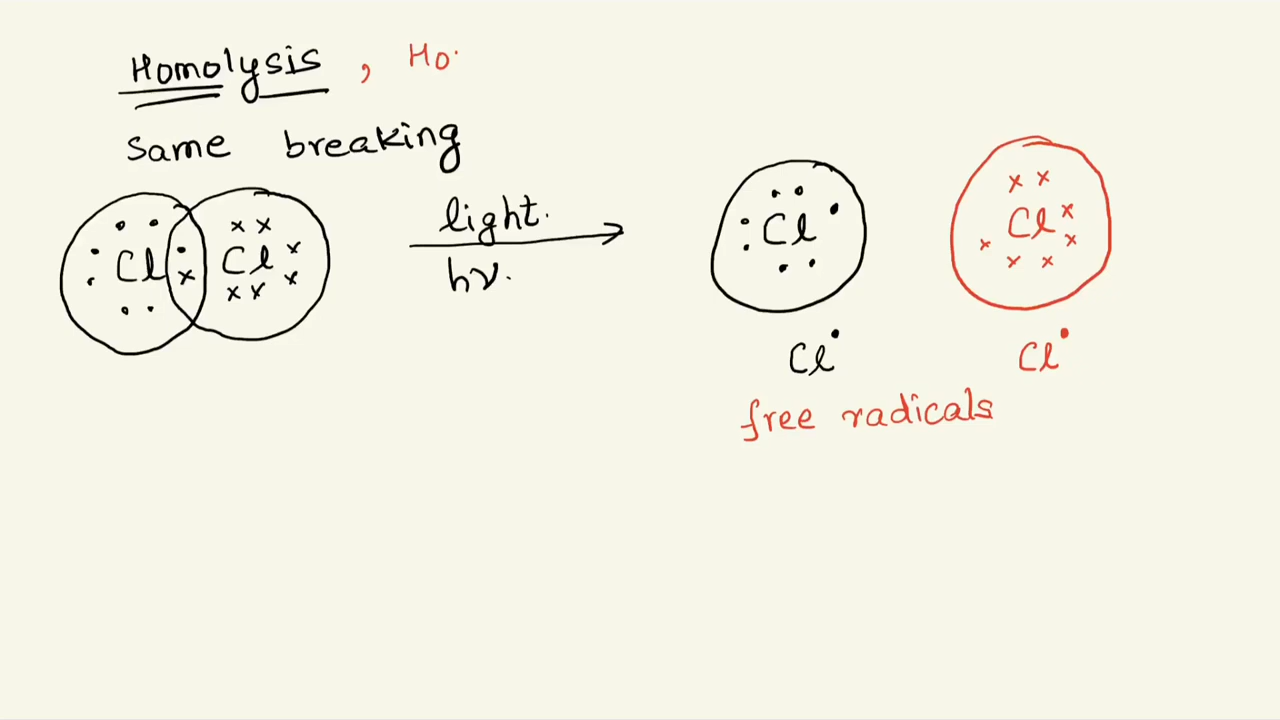 Homolysis, Ho
Same breaking
Cl Cl
light.
hν.
Cl Cl
Cl• Cl•
free radicals